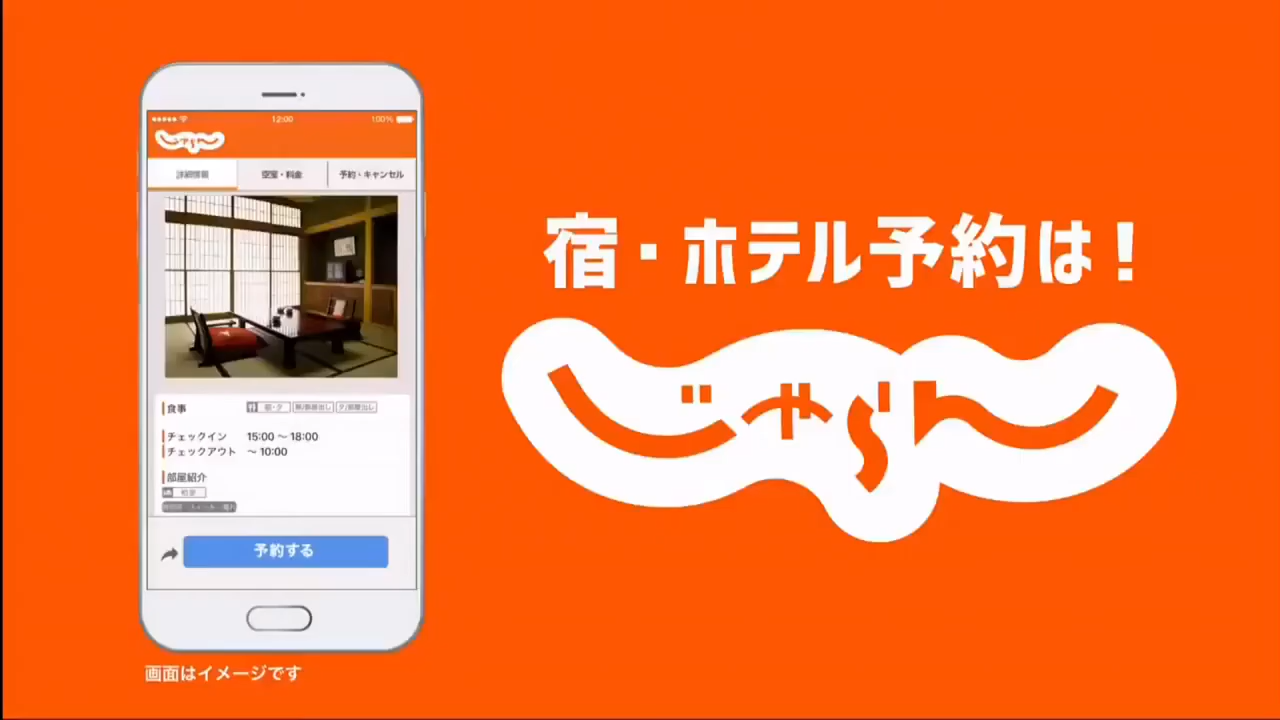 12:00
100%
じゃらん
詳細情報
空室・料金
予約・キャンセル
食事
チェックイン 15:00 ～ 18:00
チェックアウト ～ 10:00
部屋紹介
予約する
画面はイメージです
宿・ホテル予約は！
じゃらん